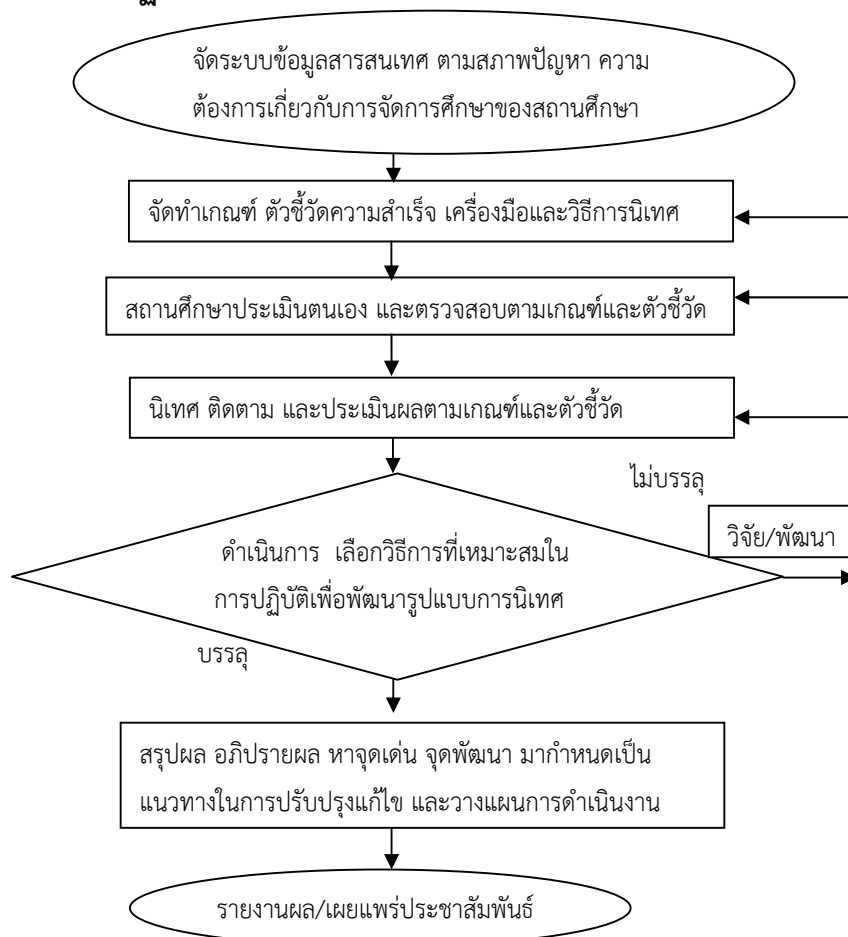 จัดระบบข้อมูลสารสนเทศ ตามสภาพปัญหา ความ
ต้องการเกี่ยวกับการจัดการศึกษาของสถานศึกษา
จัดทำเกณฑ์ ตัวชี้วัดความสำเร็จ เครื่องมือและวิธีการนิเทศ
สถานศึกษาประเมินตนเอง และตรวจสอบตามเกณฑ์และตัวชี้วัด
นิเทศ ติดตาม และประเมินผลตามเกณฑ์และตัวชี้วัด
ไม่บรรลุ
วิจัย/พัฒนา
ดำเนินการ เลือกวิธีการที่เหมาะสมใน
การปฏิบัติเพื่อพัฒนารูปแบบการนิเทศ
บรรลุ
สรุปผล อภิปรายผล หาจุดเด่น จุดพัฒนา มากำหนดเป็น
แนวทางในการปรับปรุงแก้ไข และวางแผนการดำเนินงาน
รายงานผล/เผยแพร่ประชาสัมพันธ์